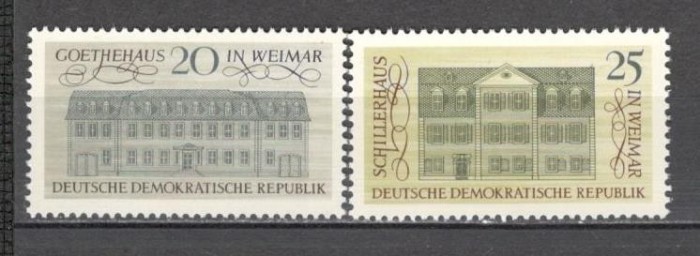 GOETHEHAUS 20 IN WEIMAR
DEUTSCHE DEMOKRATISCHE REPUBLIK
SCHILLERHAUS
25
IN WEIMAR
DEUTSCHE DEMOKRATISCHE REPUBLIK